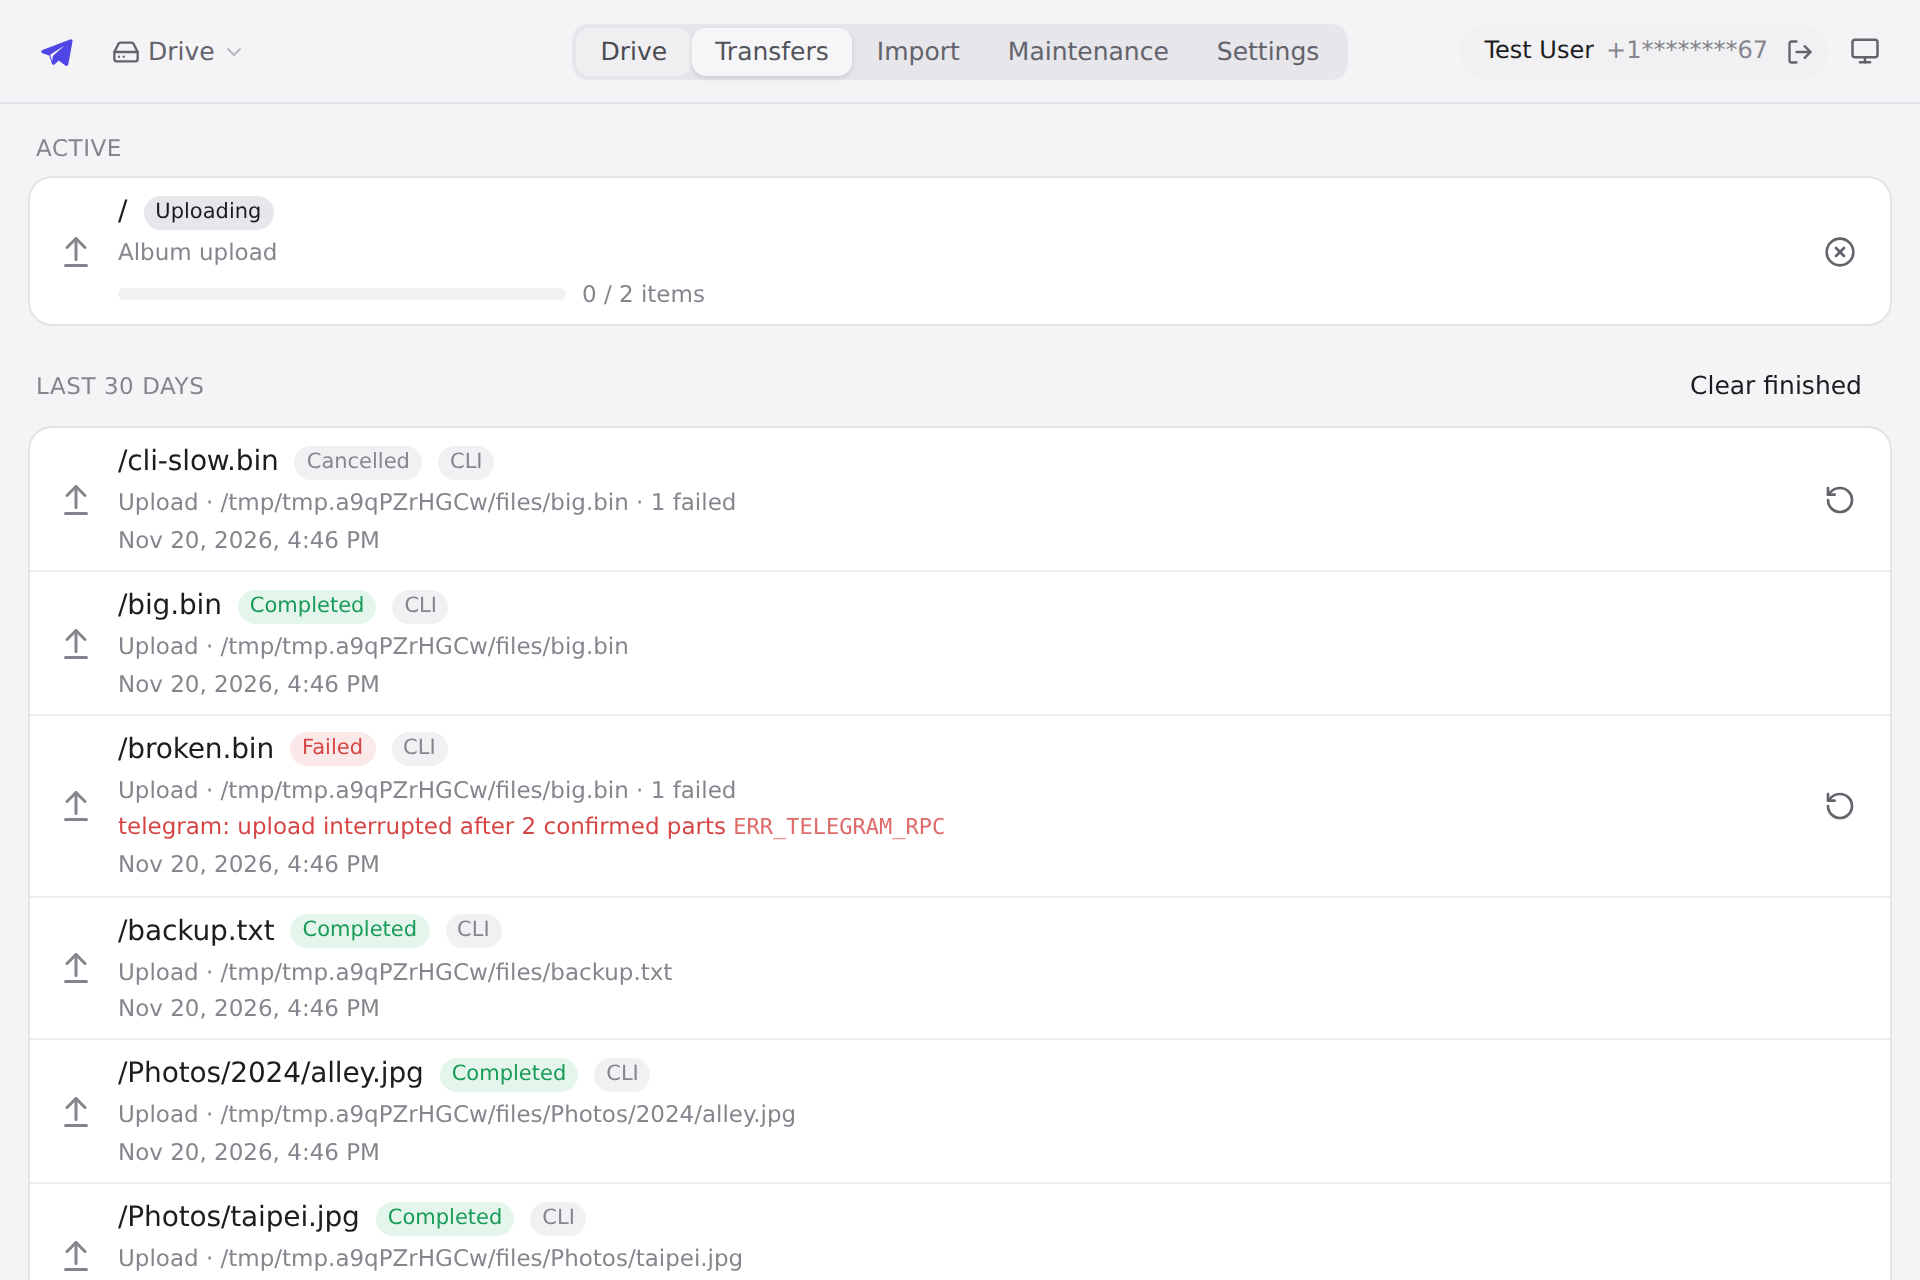 Drive
Drive Transfers Import Maintenance Settings
Test User +1********67
ACTIVE
/ Uploading
Album upload
0 / 2 items
LAST 30 DAYS
Clear finished
/cli-slow.bin Cancelled CLI
Upload · /tmp/tmp.a9qPZrHGCw/files/big.bin · 1 failed
Nov 20, 2026, 4:46 PM
/big.bin Completed CLI
Upload · /tmp/tmp.a9qPZrHGCw/files/big.bin
Nov 20, 2026, 4:46 PM
/broken.bin Failed CLI
Upload · /tmp/tmp.a9qPZrHGCw/files/big.bin · 1 failed
telegram: upload interrupted after 2 confirmed parts ERR_TELEGRAM_RPC
Nov 20, 2026, 4:46 PM
/backup.txt Completed CLI
Upload · /tmp/tmp.a9qPZrHGCw/files/backup.txt
Nov 20, 2026, 4:46 PM
/Photos/2024/alley.jpg Completed CLI
Upload · /tmp/tmp.a9qPZrHGCw/files/Photos/2024/alley.jpg
Nov 20, 2026, 4:46 PM
/Photos/taipei.jpg Completed CLI
Upload · /tmp/tmp.a9qPZrHGCw/files/Photos/taipei.jpg